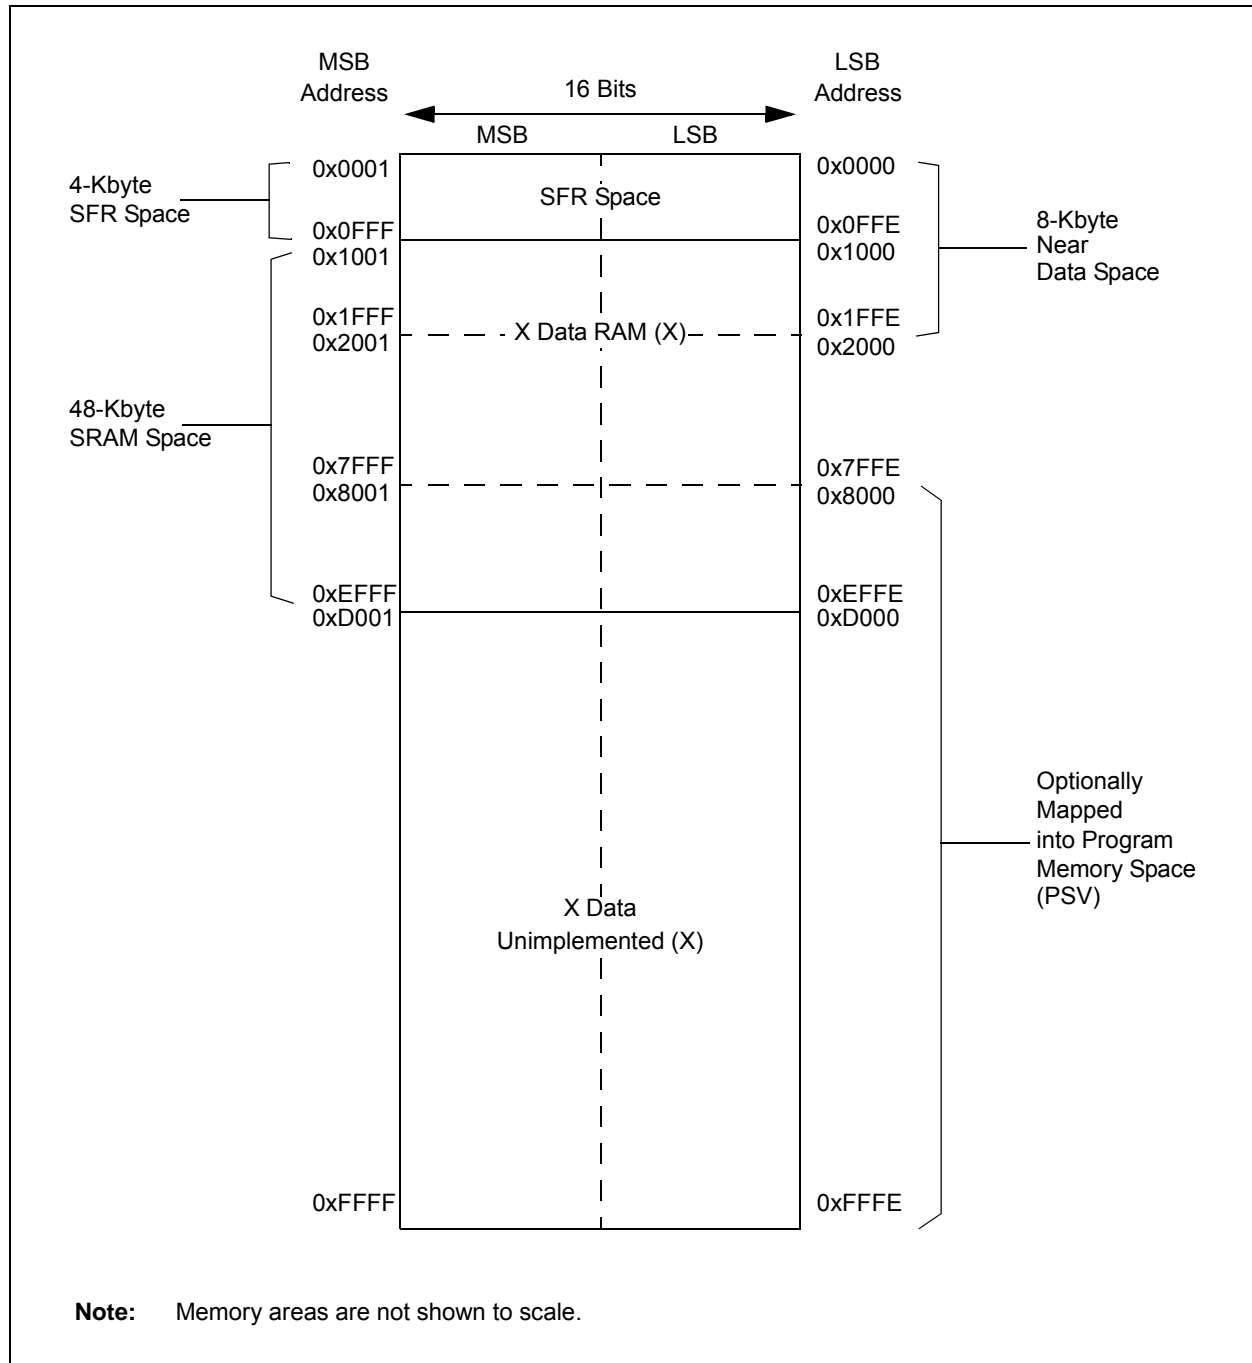 MSB
Address
LSB
Address
16 Bits
MSB
LSB
0x0001
0x0000
4-Kbyte
SFR Space
SFR Space
0x0FFF
0x0FFE
0x1001
0x1000
8-Kbyte
Near
Data Space
0x1FFF
0x1FFE
X Data RAM (X)
0x2001
0x2000
48-Kbyte
SRAM Space
0x7FFF
0x7FFE
0x8001
0x8000
0xEFFF
0xEFFE
0xD001
0xD000
Optionally
Mapped
into Program
Memory Space
(PSV)
X Data
Unimplemented (X)
0xFFFF
0xFFFE
Note: Memory areas are not shown to scale.